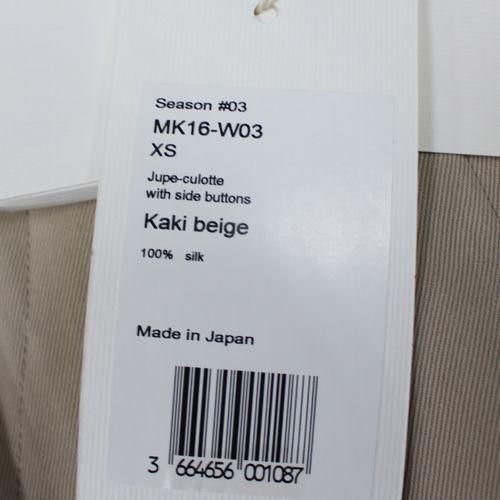 Season #03
MK16-W03
XS
Jupe-culotte
with side buttons
Kaki beige
100% silk
Made in Japan
3 664656 001087